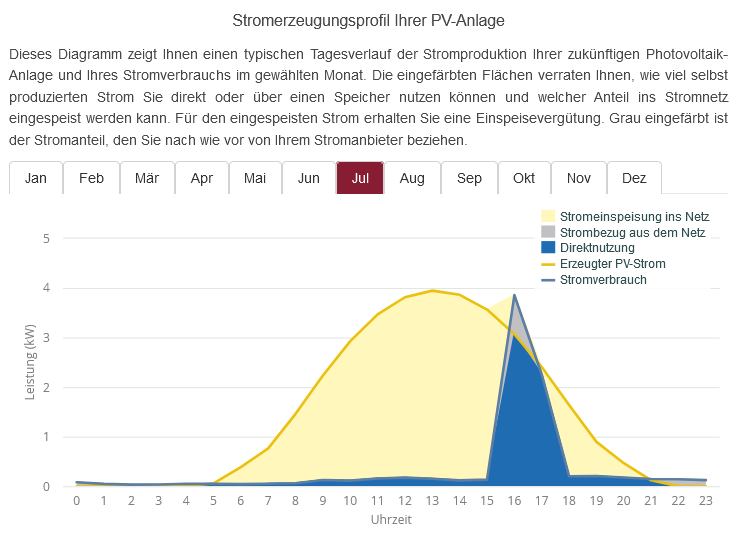 Stromerzeugungsprofil Ihrer PV-Anlage
Dieses Diagramm zeigt Ihnen einen typischen Tagesverlauf der Stromproduktion Ihrer zukünftigen Photovoltaik-
Anlage und Ihres Stromverbrauchs im gewählten Monat. Die eingefärbten Flächen verraten Ihnen, wie viel selbst
produzierten Strom Sie direkt oder über einen Speicher nutzen können und welcher Anteil ins Stromnetz
eingespeist werden kann. Für den eingespeisten Strom erhalten Sie eine Einspeisevergütung. Grau eingefärbt ist
der Stromanteil, den Sie nach wie vor von Ihrem Stromanbieter beziehen.
Jan Feb Mär Apr Mai Jun Jul Aug Sep Okt Nov Dez
Stromeinspeisung ins Netz
Strombezug aus dem Netz
Direktnutzung
Erzeugter PV-Strom
Stromverbrauch
Leistung (kW)
5
4
3
2
1
0
0 1 2 3 4 5 6 7 8 9 10 11 12 13 14 15 16 17 18 19 20 21 22 23
Uhrzeit